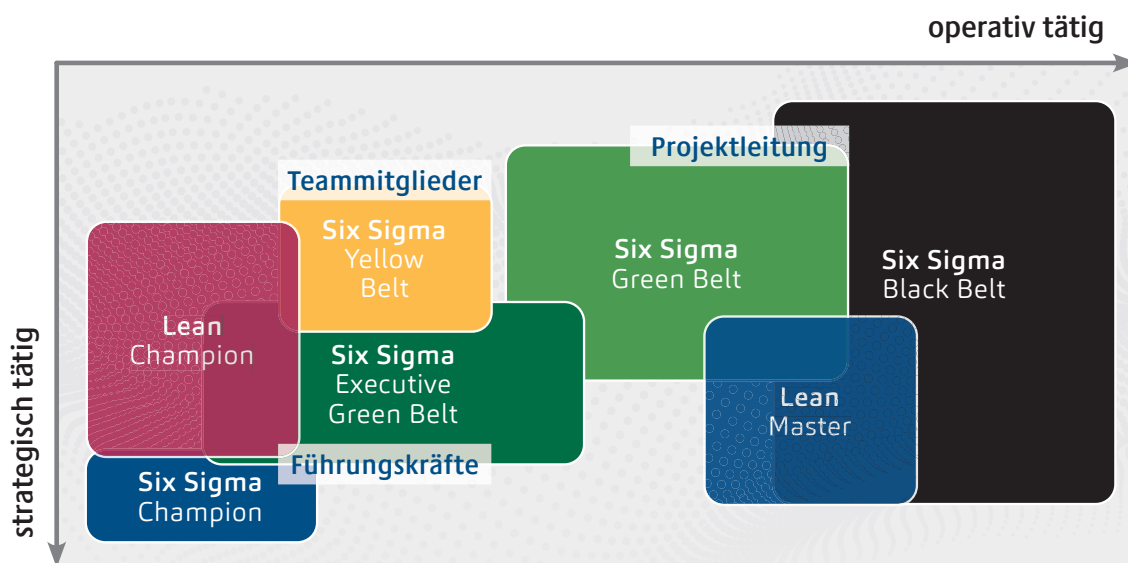 operativ tätig
Projektleitung
Teammitglieder
Six Sigma
Yellow
Belt
Six Sigma
Green Belt
Six Sigma
Black Belt
Lean
Champion
Six Sigma
Executive
Green Belt
Lean
Master
Führungskräfte
Six Sigma
Champion
strategisch tätig